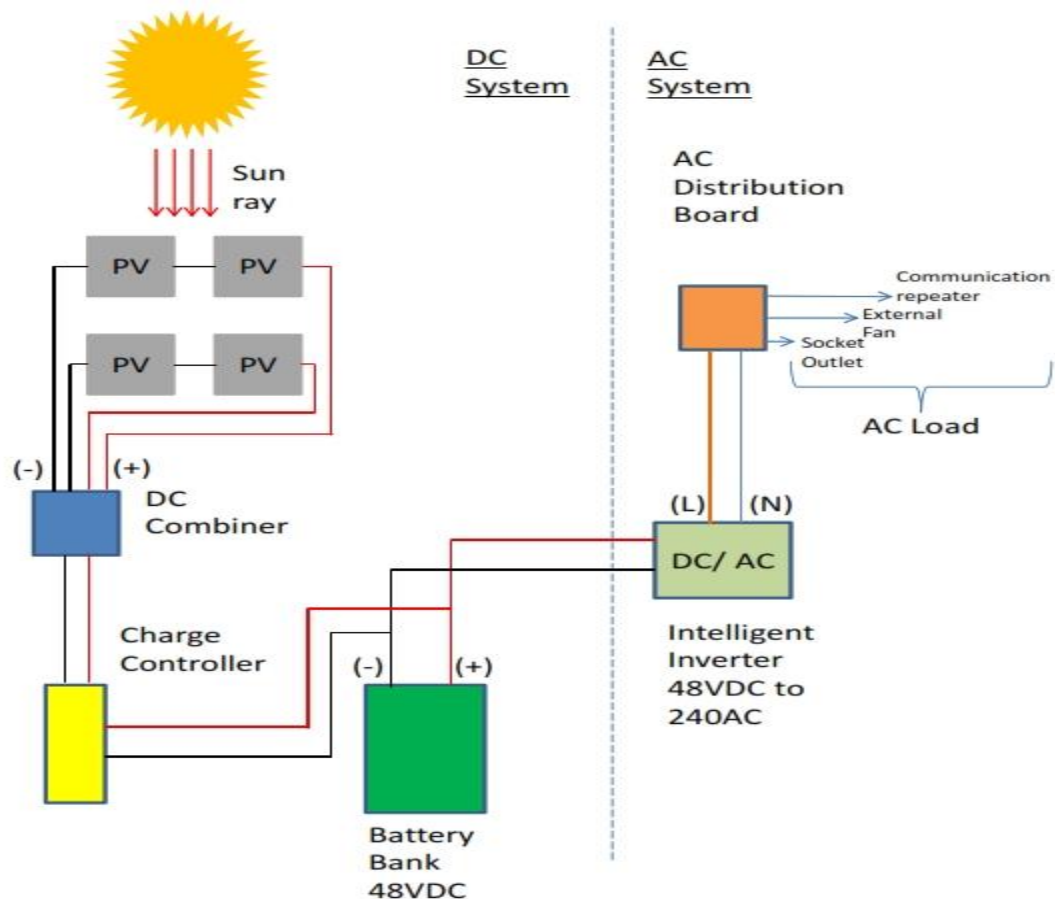 DC
System
AC
System
Sun
ray
AC
Distribution
Board
PV
PV
PV
PV
Communication
repeater
External
Fan
Socket
Outlet
AC Load
(-)
(+)
DC
Combiner
(L)
(N)
DC/ AC
Charge
Controller
(-)
(+)
Intelligent
Inverter
48VDC to
240AC
Battery
Bank
48VDC